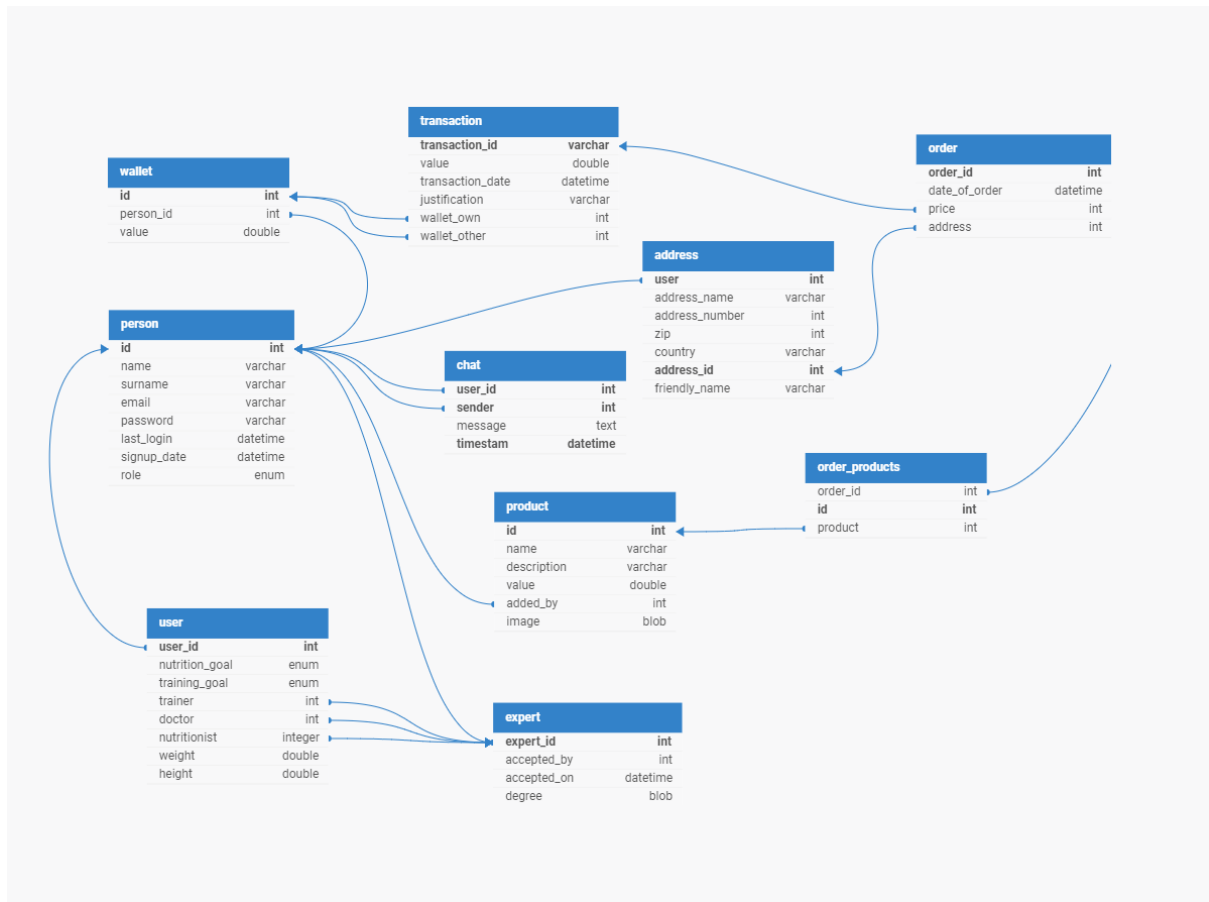 transaction
transaction_id varchar
value double
transaction_date datetime
justification varchar
wallet_own int
wallet_other int
order
order_id int
date_of_order datetime
price int
address int
wallet
id int
person_id int
value double
address
user int
address_name varchar
address_number int
zip int
country varchar
address_id int
friendly_name varchar
person
id int
name varchar
surname varchar
email varchar
password varchar
last_login datetime
signup_date datetime
role enum
chat
user_id int
sender int
message text
timestam datetime
order_products
order_id int
id int
product int
product
id int
name varchar
description varchar
value double
added_by int
image blob
user
user_id int
nutrition_goal enum
training_goal enum
trainer int
doctor int
nutritionist integer
weight double
height double
expert
expert_id int
accepted_by int
accepted_on datetime
degree blob